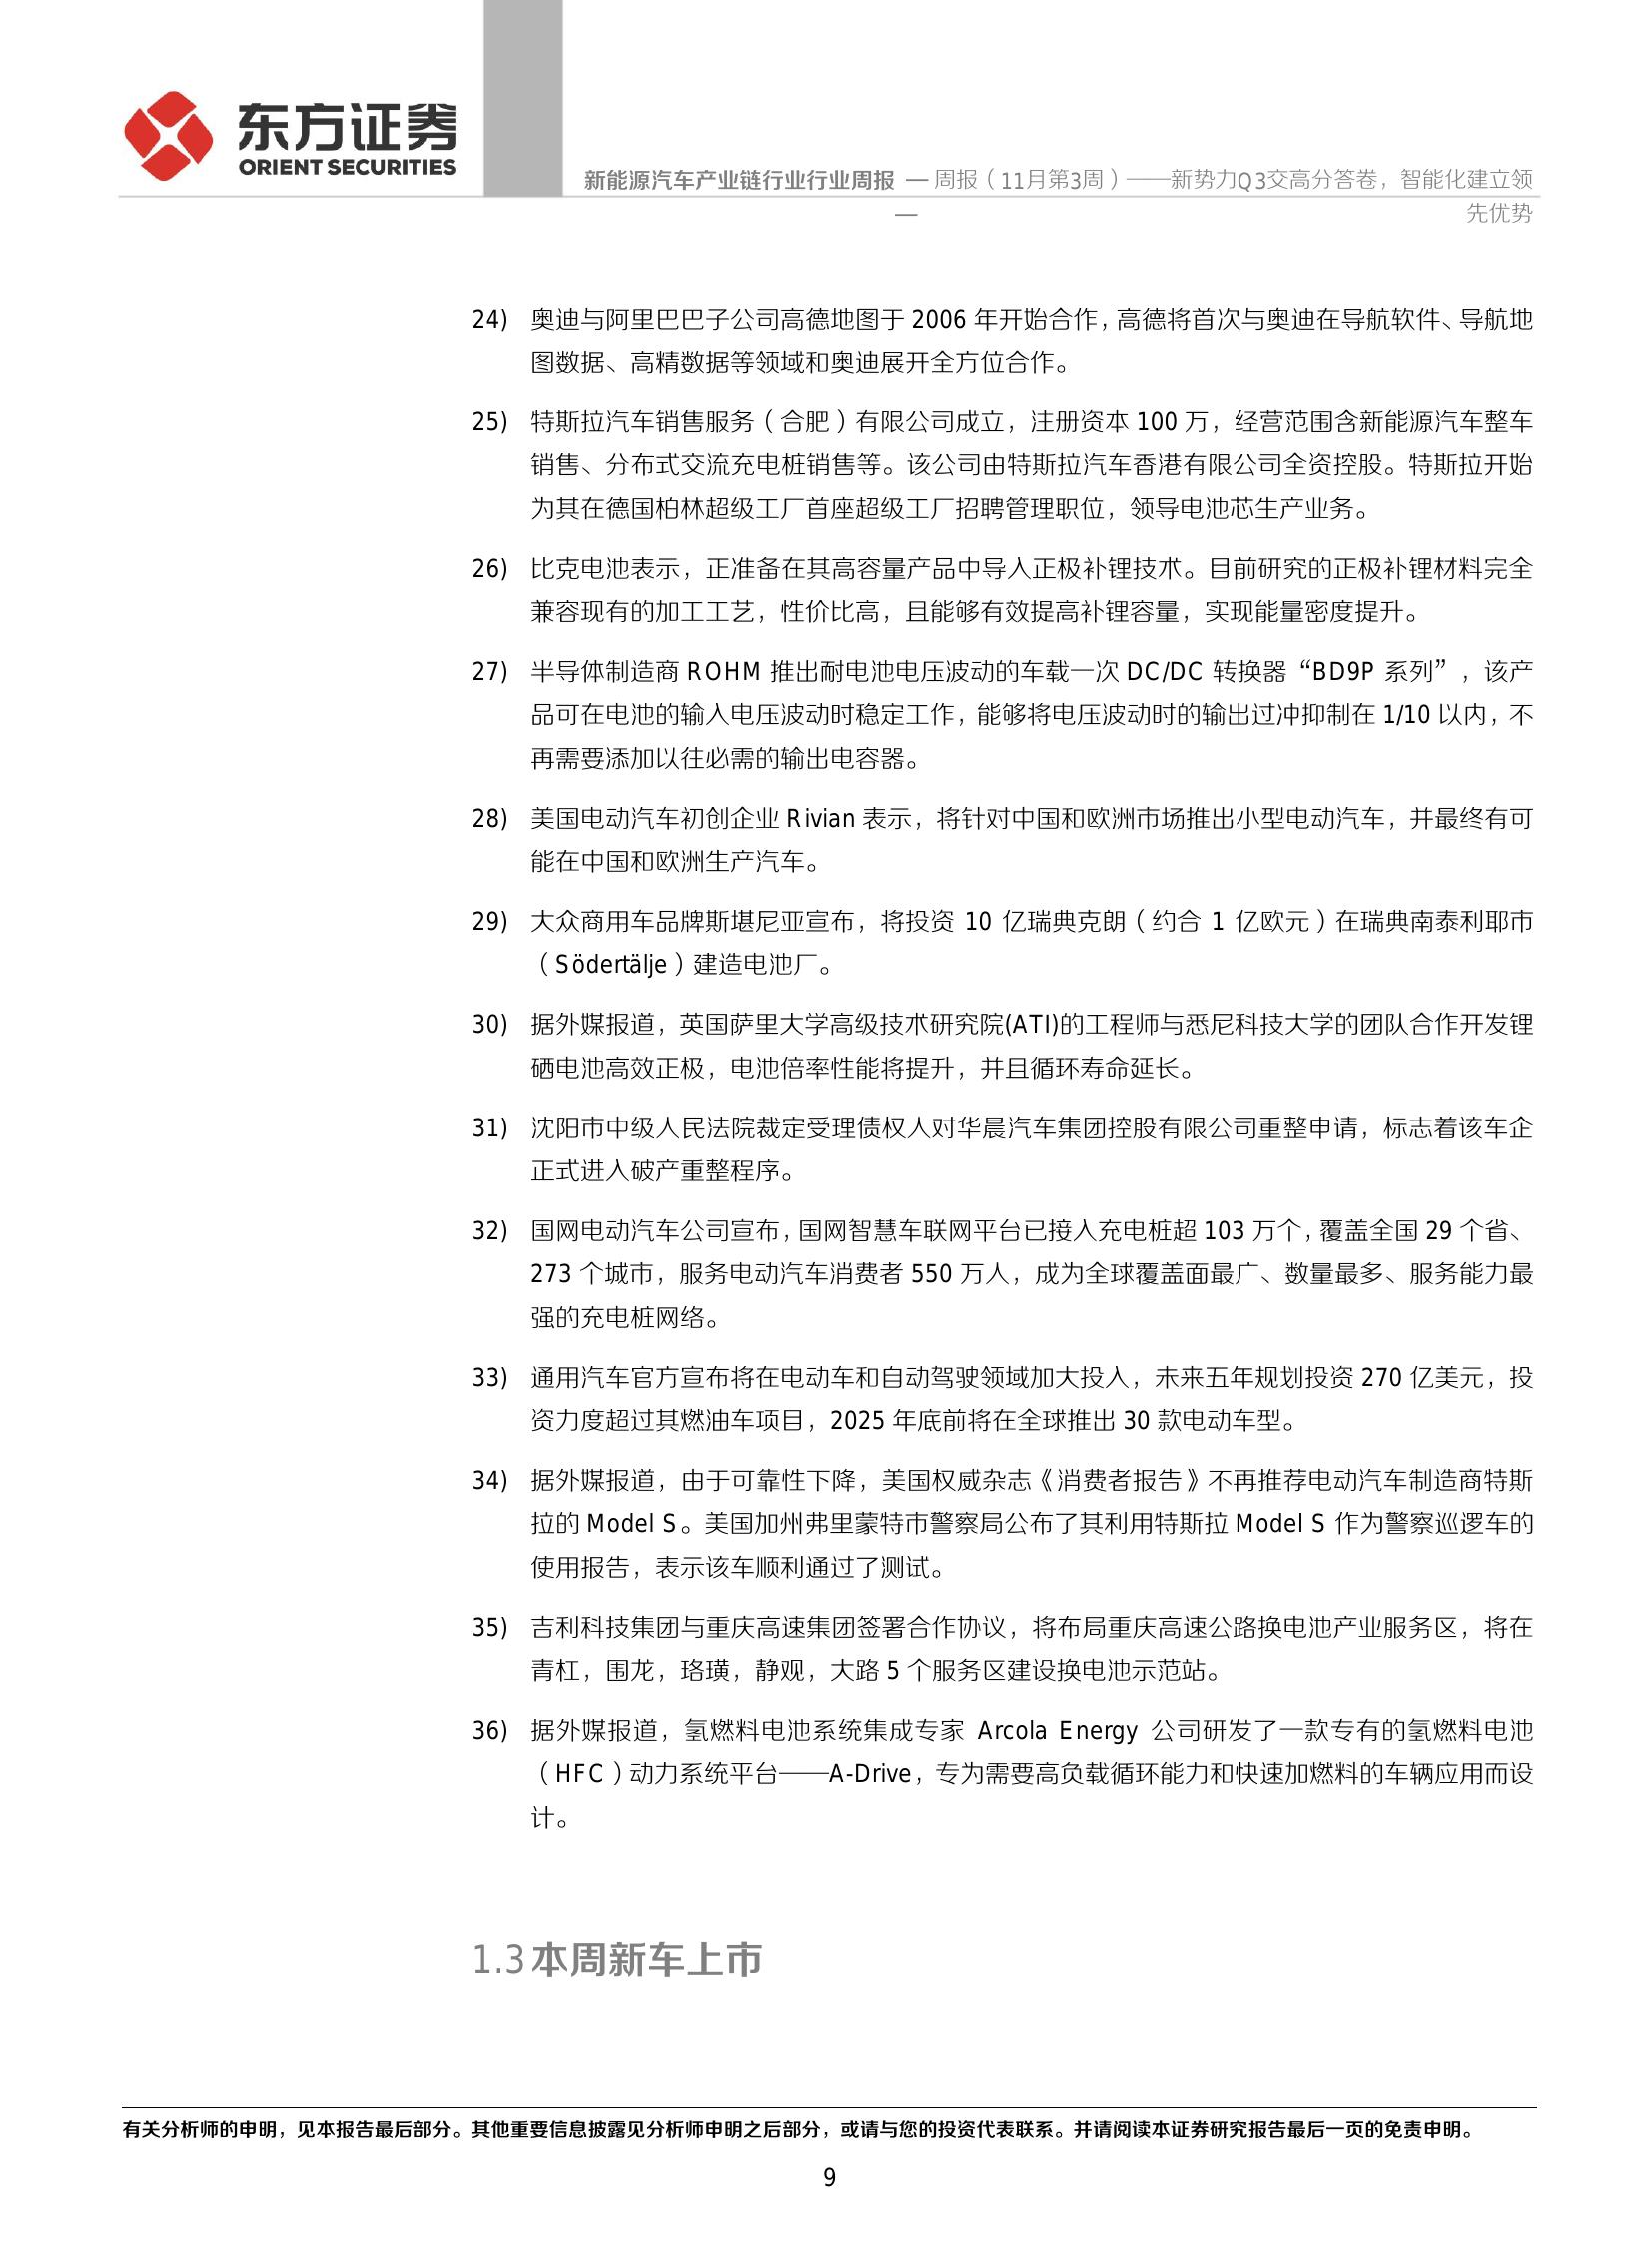 东方证券
ORIENT SECURITIES
新能源汽车产业链行业行业周报 — 周报（11月第3周）——新势力Q3交高分答卷，智能化建立领
— 先优势
24) 奥迪与阿里巴巴子公司高德地图于 2006 年开始合作，高德将首次与奥迪在导航软件、导航地
图数据、高精数据等领域和奥迪展开全方位合作。
25) 特斯拉汽车销售服务（合肥）有限公司成立，注册资本 100 万，经营范围含新能源汽车整车
销售、分布式交流充电桩销售等。该公司由特斯拉汽车香港有限公司全资控股。特斯拉开始
为其在德国柏林超级工厂首座超级工厂招聘管理职位，领导电池芯生产业务。
26) 比克电池表示，正准备在其高容量产品中导入正极补锂技术。目前研究的正极补锂材料完全
兼容现有的加工工艺，性价比高，且能够有效提高补锂容量，实现能量密度提升。
27) 半导体制造商 ROHM 推出耐电池电压波动的车载一次 DC/DC 转换器“BD9P 系列”，该产
品可在电池的输入电压波动时稳定工作，能够将电压波动时的输出过冲抑制在 1/10 以内，不
再需要添加以往必需的输出电容器。
28) 美国电动汽车初创企业 Rivian 表示，将针对中国和欧洲市场推出小型电动汽车，并最终有可
能在中国和欧洲生产汽车。
29) 大众商用车品牌斯堪尼亚宣布，将投资 10 亿瑞典克朗（约合 1 亿欧元）在瑞典南泰利耶市
（Södertälje）建造电池厂。
30) 据外媒报道，英国萨里大学高级技术研究院(ATI)的工程师与悉尼科技大学的团队合作开发锂
硒电池高效正极，电池倍率性能将提升，并且循环寿命延长。
31) 沈阳市中级人民法院裁定受理债权人对华晨汽车集团控股有限公司重整申请，标志着该车企
正式进入破产重整程序。
32) 国网电动汽车公司宣布，国网智慧车联网平台已接入充电桩超 103 万个，覆盖全国 29 个省、
273 个城市，服务电动汽车消费者 550 万人，成为全球覆盖面最广、数量最多、服务能力最
强的充电桩网络。
33) 通用汽车官方宣布将在电动车和自动驾驶领域加大投入，未来五年规划投资 270 亿美元，投
资力度超过其燃油车项目，2025 年底前将在全球推出 30 款电动车型。
34) 据外媒报道，由于可靠性下降，美国权威杂志《消费者报告》不再推荐电动汽车制造商特斯
拉的 Model S。美国加州弗里蒙特市警察局公布了其利用特斯拉 Model S 作为警察巡逻车的
使用报告，表示该车顺利通过了测试。
35) 吉利科技集团与重庆高速集团签署合作协议，将布局重庆高速公路换电池产业服务区，将在
青杠，围龙，珞璜，静观，大路 5 个服务区建设换电池示范站。
36) 据外媒报道，氢燃料电池系统集成专家 Arcola Energy 公司研发了一款专有的氢燃料电池
（HFC）动力系统平台——A-Drive，专为需要高负载循环能力和快速加燃料的车辆应用而设
计。
1.3 本周新车上市
有关分析师的申明，见本报告最后部分。其他重要信息披露见分析师申明之后部分，或请与您的投资代表联系。并请阅读本证券研究报告最后一页的免责申明。
9